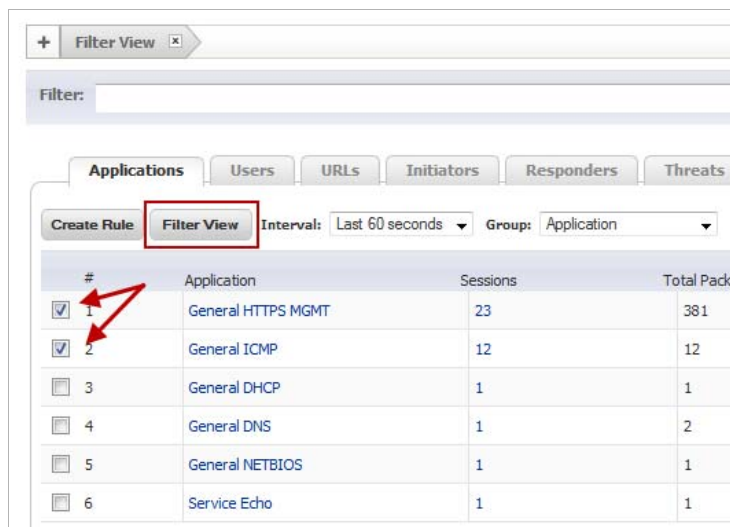 + Filter View x
Filter:
Applications Users URLs Initiators Responders Threats
Create Rule Filter View Interval: Last 60 seconds Group: Application
# Application Sessions Total Pack
1 General HTTPS MGMT 23 381
2 General ICMP 12 12
3 General DHCP 1 1
4 General DNS 1 2
5 General NETBIOS 1 1
6 Service Echo 1 1